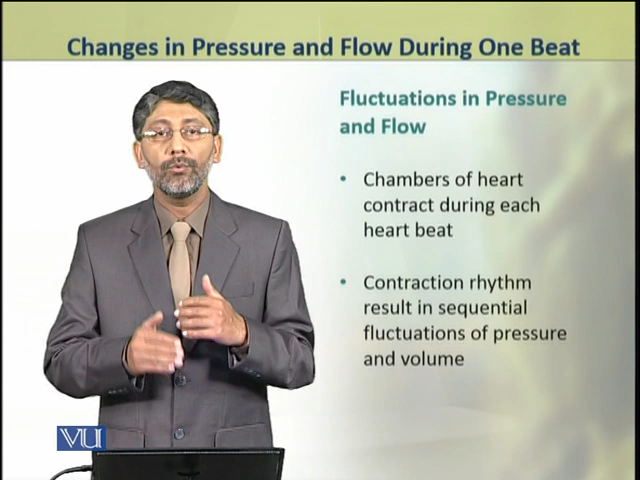 Changes in Pressure and Flow During One Beat
Fluctuations in Pressure
and Flow
• Chambers of heart
contract during each
heart beat
• Contraction rhythm
result in sequential
fluctuations of pressure
and volume
VU